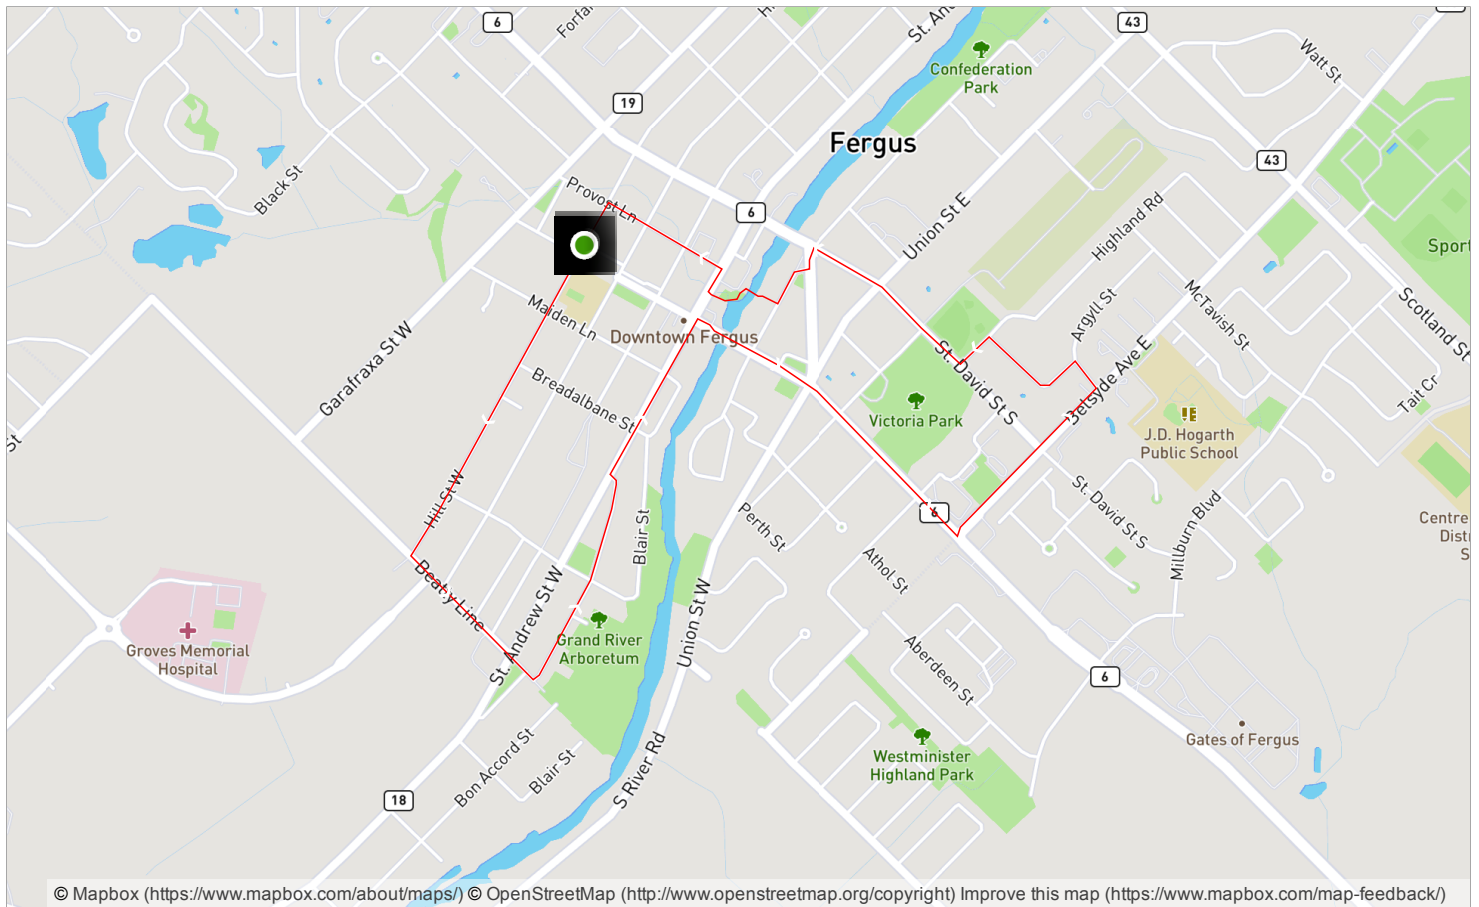 6
Forfa
H
St. An
43
Watt St
Confederation
Park
19
Fergus
43
Black St
Provost Ln
6
Highland Rd
Union St E
Sport
McTavish St
Scotland St
Argyll St
Maiden Ln
Downtown Fergus
Garafraxa St W
St. David St S
Betsyde Ave E
Breadalbane St
Victoria Park
Tait Cr
J.D. Hogarth
Public School
St
Hill St W
6
St. David St S
Centre
Distr
S
Blair St
Perth St
Millburn Blvd
Athol St
Beatty Line
St. Andrew St W
Union St W
Groves Memorial
Hospital
Grand River
Arboretum
Aberdeen St
6
Gates of Fergus
Bon Accord St
Blair St
S River Rd
Westminister
Highland Park
18
© Mapbox (https://www.mapbox.com/about/maps/) © OpenStreetMap (http://www.openstreetmap.org/copyright) Improve this map (https://www.mapbox.com/map-feedback/)